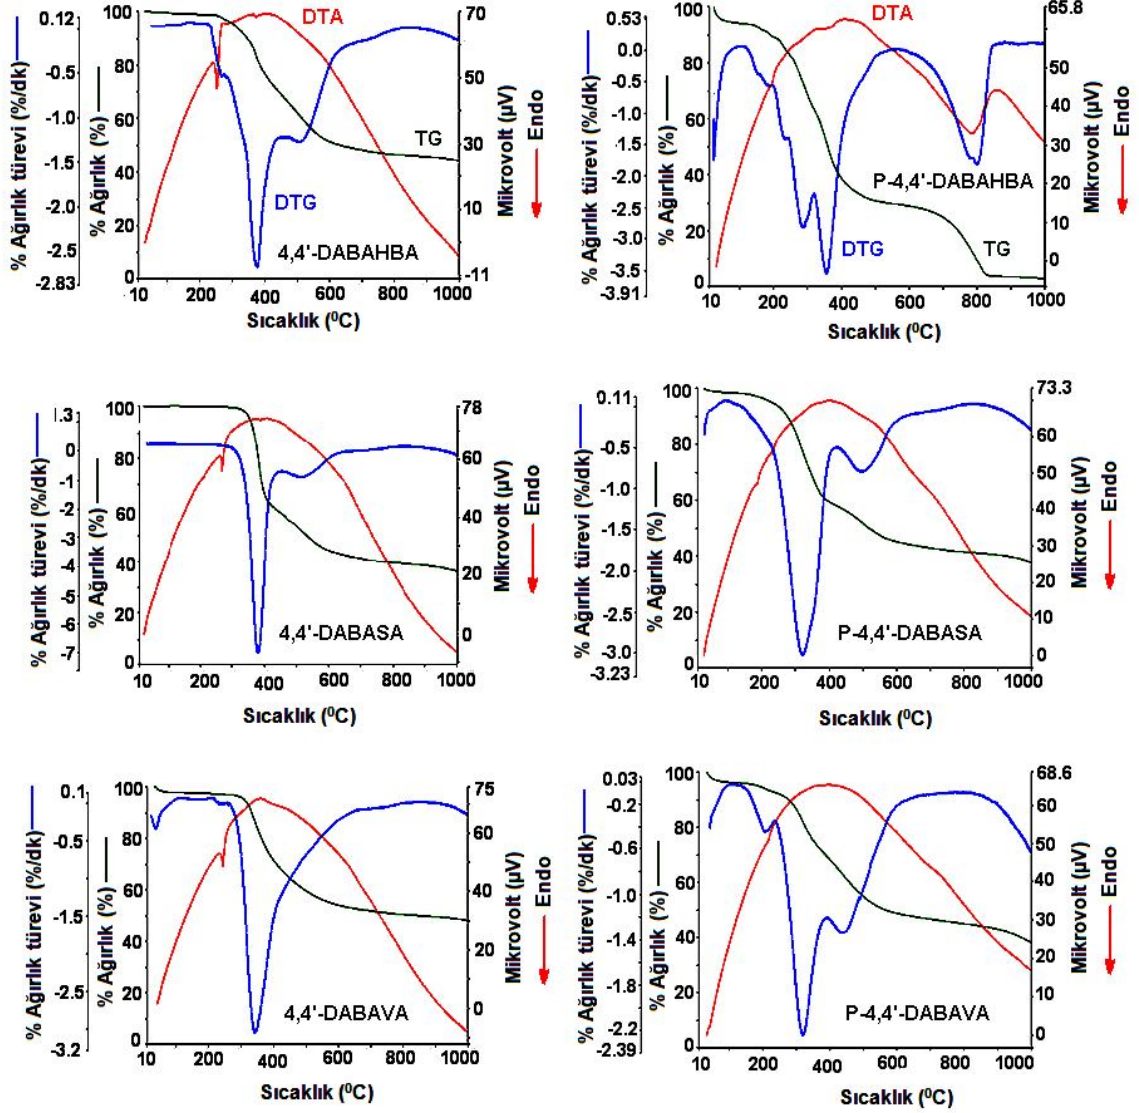 DTA
TG
DTG
4,4'-DABAHBA
% Ağırlık türevi (%/dk)
% Ağırlık (%)
Mikrovolt (µV)
Endo
0.12
-0.5
-1.0
-1.5
-2.0
-2.5
-2.83
100
80
60
40
20
0
70
50
30
10
-11
10 200 400 600 800 1000
Sıcaklık (⁰C)
DTA
P-4,4'-DABAHBA
DTG
TG
% Ağırlık türevi (%/dk)
% Ağırlık (%)
Mikrovolt (µV)
Endo
0.53
0.0
-0.5
-1.0
-1.5
-2.0
-2.5
-3.0
-3.5
-3.91
100
80
60
40
20
0
65.8
50
40
30
20
10
0
10 200 400 600 800 1000
Sıcaklık (⁰C)
4,4'-DABASA
% Ağırlık türevi (%/dk)
% Ağırlık (%)
Mikrovolt (µV)
Endo
.3
0
-1
-2
-3
-4
-5
-6
-7
100
80
60
40
20
0
78
60
40
20
0
10 200 400 600 800 1000
Sıcaklık (⁰C)
P-4,4'-DABASA
% Ağırlık türevi (%/dk)
% Ağırlık (%)
Mikrovolt (µV)
Endo
0.11
-0.5
-1.0
-1.5
-2.0
-2.5
-3.0
-3.23
100
80
60
40
20
0
73.3
60
50
40
30
20
10
0
10 200 400 600 800 1000
Sıcaklık (⁰C)
4,4'-DABAVA
% Ağırlık türevi (%/dk)
% Ağırlık (%)
Mikrovolt (µV)
Endo
0.1
-0.5
-1.5
-2.5
-3.2
100
80
60
40
20
0
75
60
40
20
0
10 200 400 600 800 1000
Sıcaklık (⁰C)
P-4,4'-DABAVA
% Ağırlık türevi (%/dk)
% Ağırlık (%)
Mikrovolt (µV)
Endo
0.03
-0.2
-0.6
-1.0
-1.4
-1.8
-2.2
-2.39
100
80
60
40
20
0
68.6
60
50
40
30
20
10
0
10 200 400 600 800 1000
Sıcaklık (⁰C)